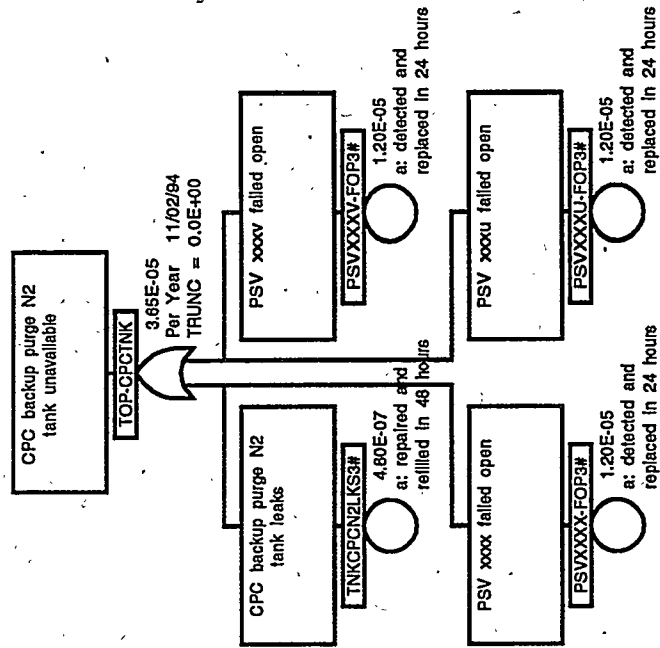 CPC backup purge N2
tank unavailable
TOP-CPCTNK
3.65E-05
Per Year 11/02/94
TRUNC = 0.0E+00
CPC backup purge N2
tank leaks
TNKCPCN2LKS3#
4.80E-07
a: repaired and
refilled in 48 hours
PSV xxxv failed open
PSVXXXV-FOP3#
1.20E-05
a: detected and
replaced in 24 hours
PSV xxxx failed open
PSVXXXX-FOP3#
1.20E-05
a: detected and
replaced in 24 hours
PSV xxxu failed open
PSVXXXU-FOP3#
1.20E-05
a: detected and
replaced in 24 hours